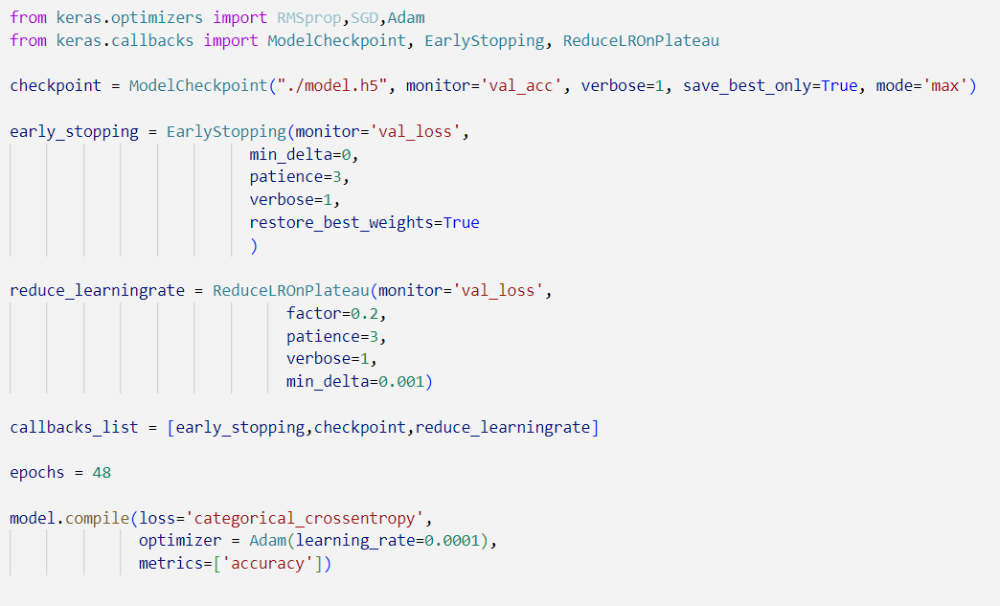 from keras.optimizers import RMSprop,SGD,Adam
from keras.callbacks import ModelCheckpoint, EarlyStopping, ReduceLROnPlateau
checkpoint = ModelCheckpoint("./model.h5", monitor='val_acc', verbose=1, save_best_only=True, mode='max')
early_stopping = EarlyStopping(monitor='val_loss',
min_delta=0,
patience=3,
verbose=1,
restore_best_weights=True
)
reduce_learningrate = ReduceLROnPlateau(monitor='val_loss',
factor=0.2,
patience=3,
verbose=1,
min_delta=0.001)
callbacks_list = [early_stopping,checkpoint,reduce_learningrate]
epochs = 48
model.compile(loss='categorical_crossentropy',
optimizer = Adam(learning_rate=0.0001),
metrics=['accuracy'])